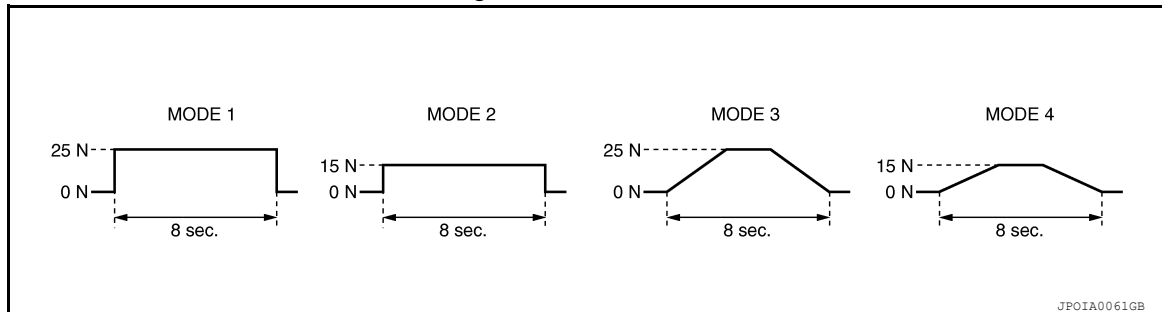 MODE 1
25 N
0 N
8 sec.
MODE 2
15 N
0 N
8 sec.
MODE 3
25 N
0 N
8 sec.
MODE 4
15 N
0 N
8 sec.
JPOIA0061GB